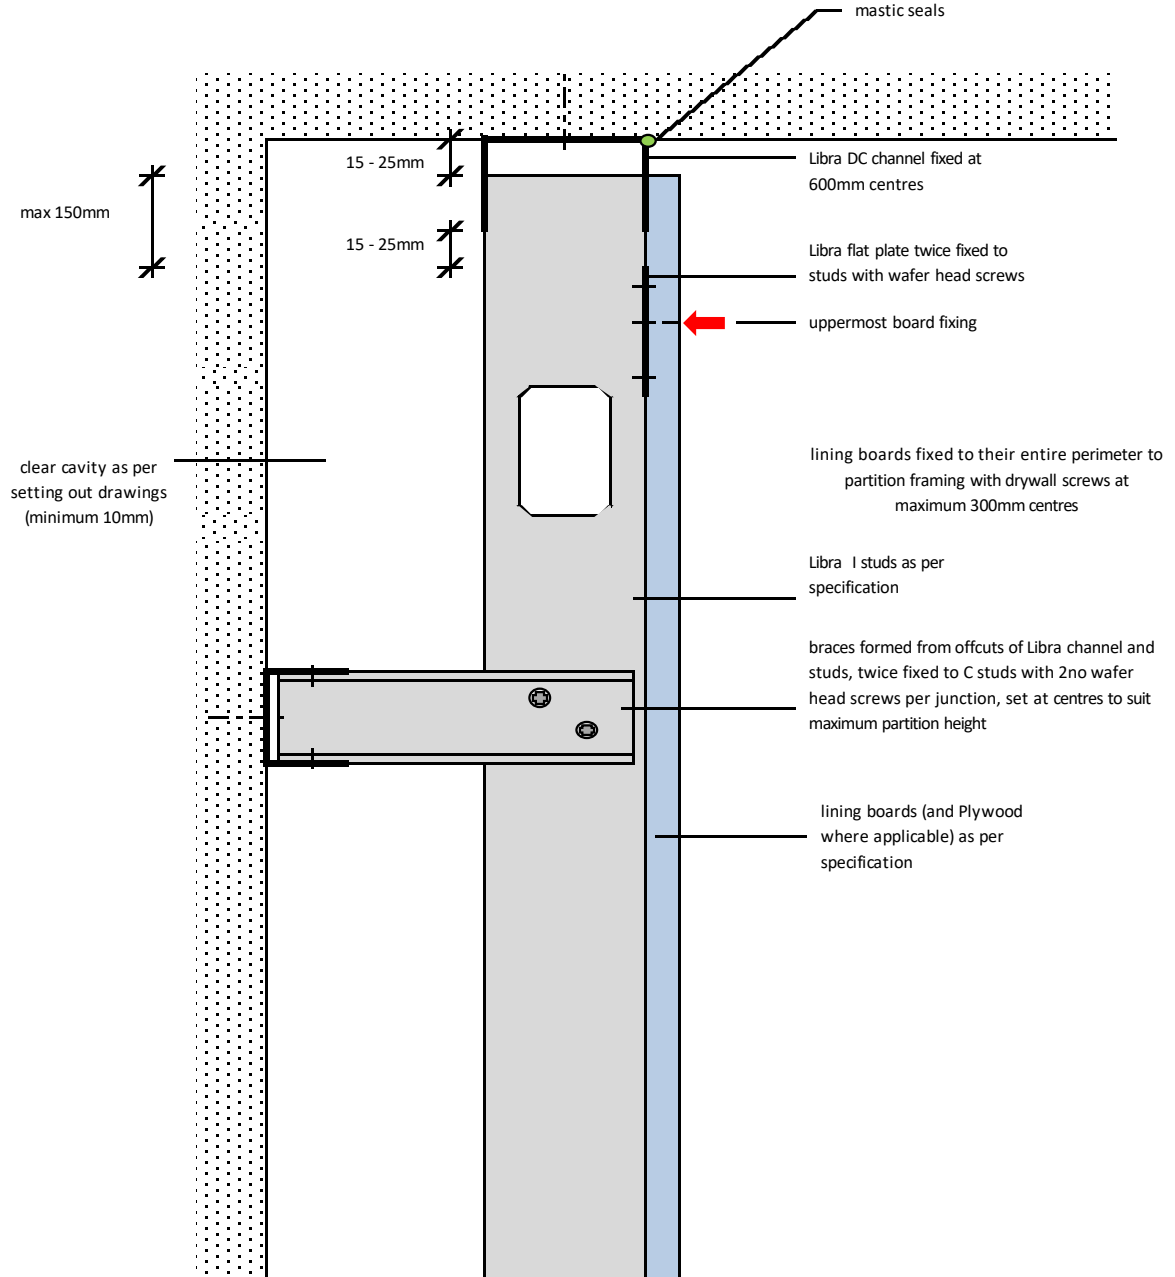 mastic seals
15 - 25mm
Libra DC channel fixed at
600mm centres
max 150mm
15 - 25mm
Libra flat plate twice fixed to
studs with wafer head screws
uppermost board fixing
clear cavity as per
setting out drawings
(minimum 10mm)
lining boards fixed to their entire perimeter to
partition framing with drywall screws at
maximum 300mm centres
Libra I studs as per
specification
braces formed from offcuts of Libra channel and
studs, twice fixed to C studs with 2no wafer
head screws per junction, set at centres to suit
maximum partition height
lining boards (and Plywood
where applicable) as per
specification